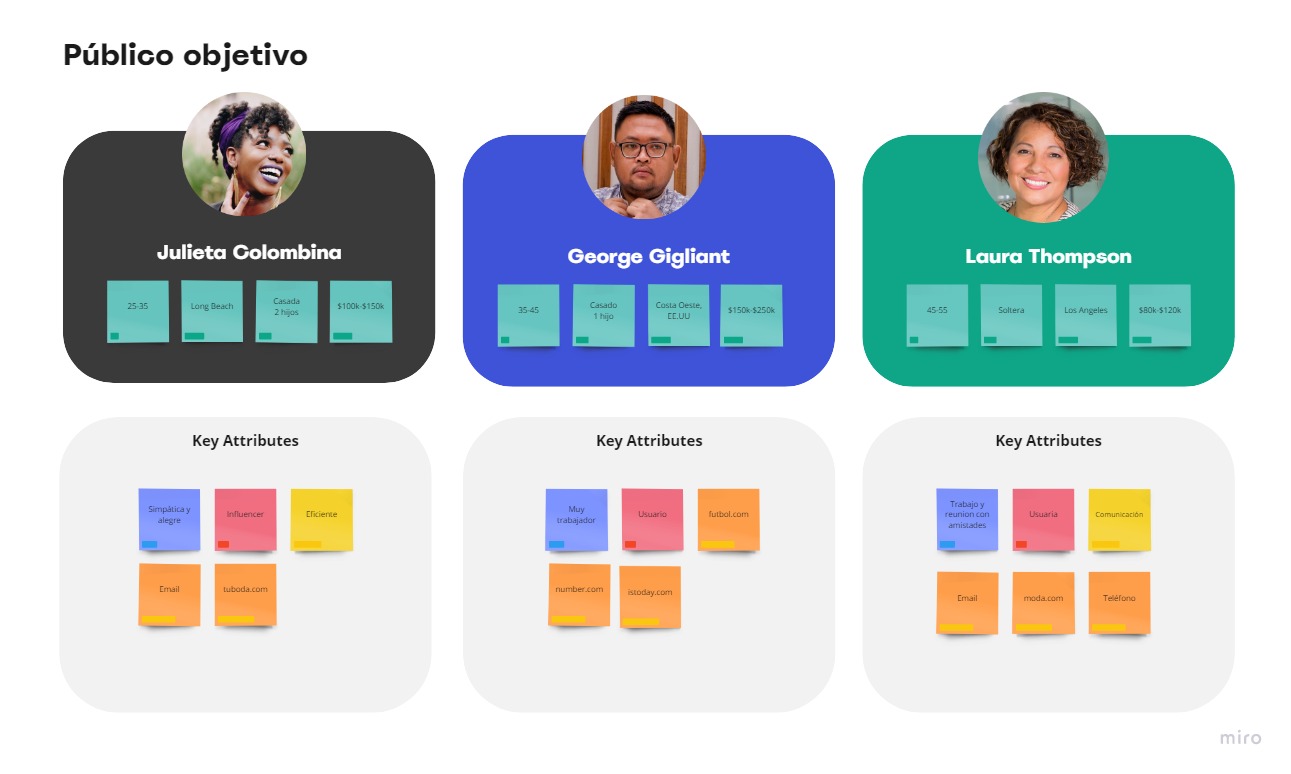 Público objetivo
Julieta Colombina
25-35
Long Beach
Casada
2 hijos
$100k-$150k
George Gigliant
35-45
Casado
1 hijo
Costa Oeste,
EE.UU
$150k-$250k
Laura Thompson
45-55
Soltera
Los Angeles
$80k-$120k
Key Attributes
Simpática y
alegre
Influencer
Eficiente
Email
tuboda.com
Key Attributes
Muy
trabajador
Usuario
futbol.com
number.com
istoday.com
Key Attributes
Trabajo y
reunion con
amistades
Usuaria
Comunicación
Email
moda.com
Teléfono
miro